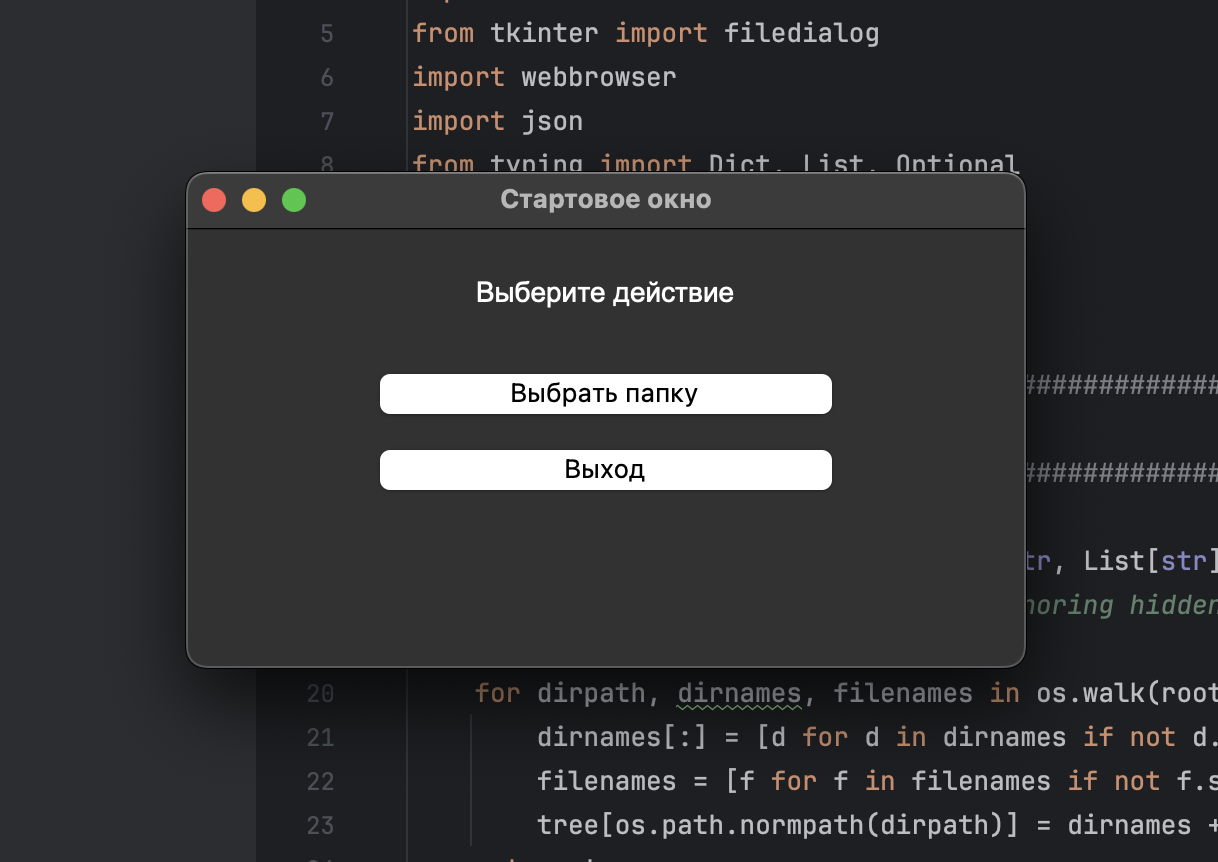 5 from tkinter import filedialog
6 import webbrowser
7 import json
8 from typing import Dict, List, Optional
Стартовое окно
Выберите действие
#############
Выбрать папку
Выход
#############
tr, List[str]
noring hidden
20 for dirpath, dirnames, filenames in os.walk(root
21 dirnames[:] = [d for d in dirnames if not d.
22 filenames = [f for f in filenames if not f.s
23 tree[os.path.normpath(dirpath)] = dirnames +